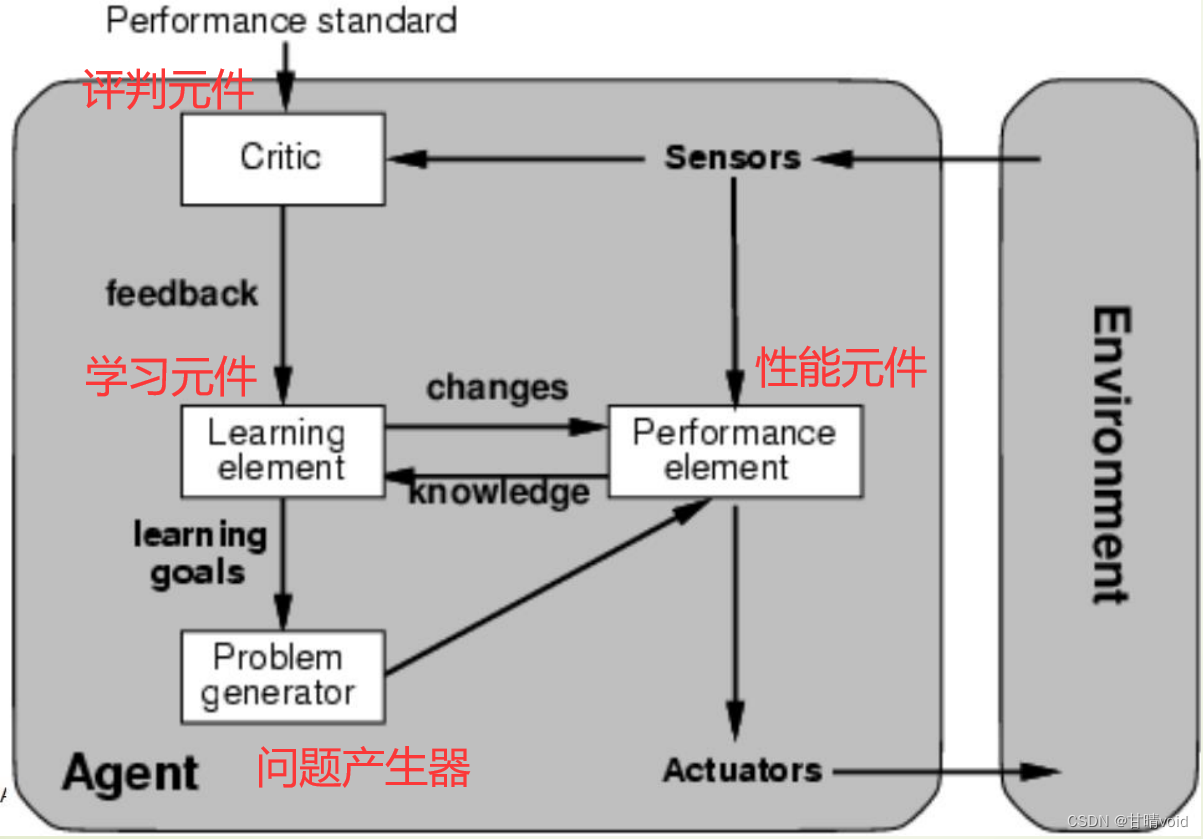 Performance standard
评判元件
Critic
Sensors
feedback
学习元件
changes
性能元件
Learning
element
Performance
element
knowledge
learning
goals
Problem
generator
问题产生器
Agent
Actuators
Environment
CSDN @甘晴void